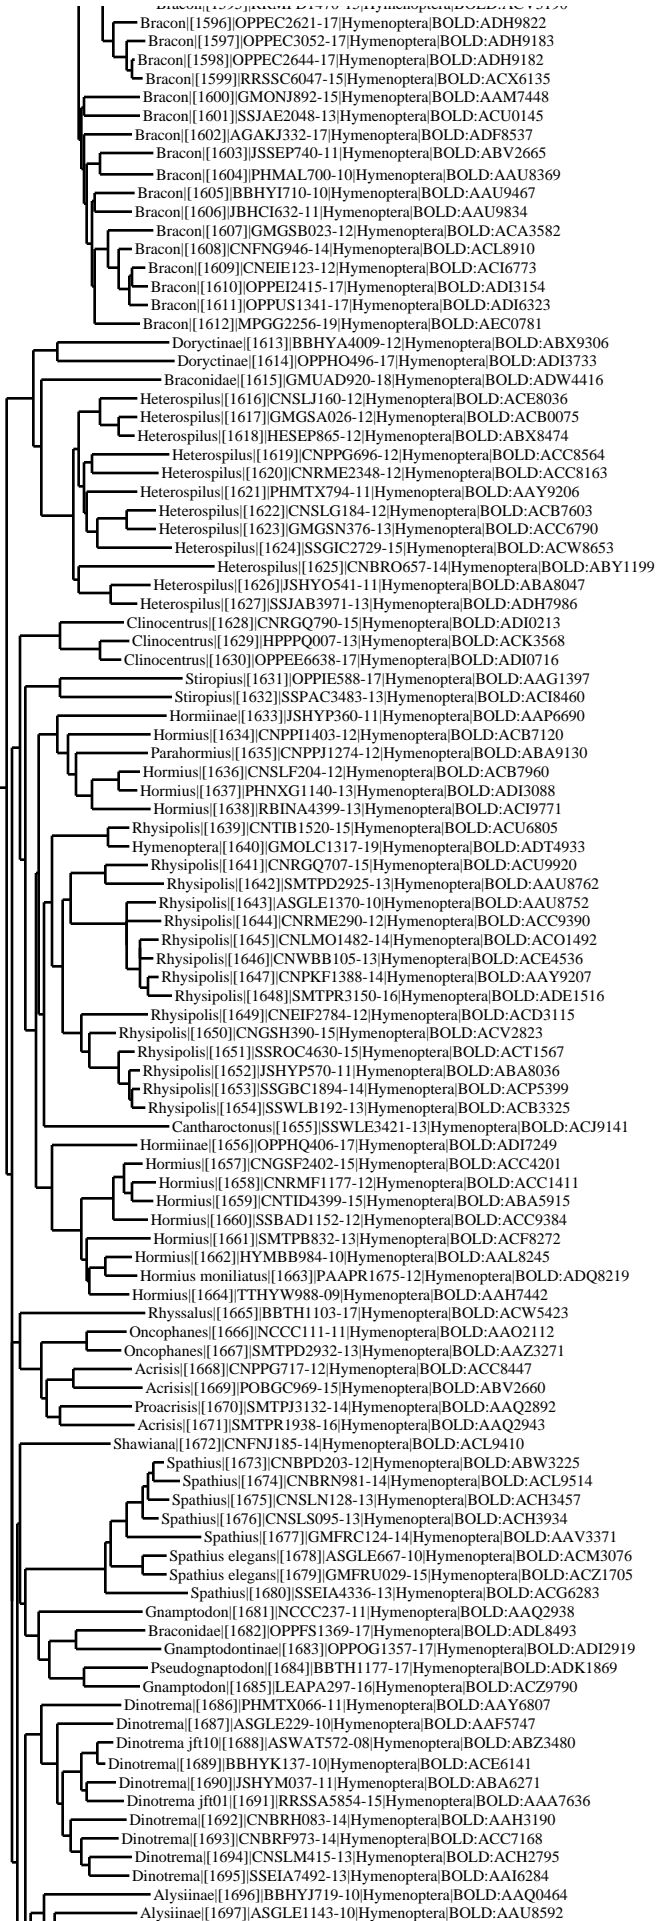 Bracon|[1596]|OPPEC2621-17|Hymenoptera|BOLD:ADH9822
Bracon|[1597]|OPPEC3052-17|Hymenoptera|BOLD:ADH9183
Bracon|[1598]|OPPEC2644-17|Hymenoptera|BOLD:ADH9182
Bracon|[1599]|RRSSC6047-15|Hymenoptera|BOLD:ACX6135
Bracon|[1600]|GMONJ892-15|Hymenoptera|BOLD:AAM7448
Bracon|[1601]|SSJAE2048-13|Hymenoptera|BOLD:ACU0145
Bracon|[1602]|AGAKJ332-17|Hymenoptera|BOLD:ADF8537
Bracon|[1603]|JSSEP740-11|Hymenoptera|BOLD:ABV2665
Bracon|[1604]|PHMAL700-10|Hymenoptera|BOLD:AAU8369
Bracon|[1605]|BBHYI710-10|Hymenoptera|BOLD:AAU9467
Bracon|[1606]|JBHCI632-11|Hymenoptera|BOLD:AAU9834
Bracon|[1607]|GMGSB023-12|Hymenoptera|BOLD:ACA3582
Bracon|[1608]|CNFNG946-14|Hymenoptera|BOLD:ACL8910
Bracon|[1609]|CNEIE123-12|Hymenoptera|BOLD:ACI6773
Bracon|[1610]|OPPEI2415-17|Hymenoptera|BOLD:ADI3154
Bracon|[1611]|OPPUS1341-17|Hymenoptera|BOLD:ADI6323
Bracon|[1612]|MPGG2256-19|Hymenoptera|BOLD:AEC0781
Doryctinae|[1613]|BBHYA4009-12|Hymenoptera|BOLD:ABX9306
Doryctinae|[1614]|OPPHO496-17|Hymenoptera|BOLD:ADI3733
Braconidae|[1615]|GMUAD920-18|Hymenoptera|BOLD:ADW4416
Heterospilus|[1616]|CNSLJ160-12|Hymenoptera|BOLD:ACE8036
Heterospilus|[1617]|GMGSA026-12|Hymenoptera|BOLD:ACB0075
Heterospilus|[1618]|HESEP865-12|Hymenoptera|BOLD:ABX8474
Heterospilus|[1619]|CNPPG696-12|Hymenoptera|BOLD:ACC8564
Heterospilus|[1620]|CNRME2348-12|Hymenoptera|BOLD:ACC8163
Heterospilus|[1621]|PHMTX794-11|Hymenoptera|BOLD:AAY9206
Heterospilus|[1622]|CNSLG184-12|Hymenoptera|BOLD:ACB7603
Heterospilus|[1623]|GMGSN376-13|Hymenoptera|BOLD:ACC6790
Heterospilus|[1624]|SSGIC2729-15|Hymenoptera|BOLD:ACW8653
Heterospilus|[1625]|CNBRO657-14|Hymenoptera|BOLD:ABY1199
Heterospilus|[1626]|JSHYO541-11|Hymenoptera|BOLD:ABA8047
Heterospilus|[1627]|SSJAB3971-13|Hymenoptera|BOLD:ADH7986
Clinocentrus|[1628]|CNRGQ790-15|Hymenoptera|BOLD:ADI0213
Clinocentrus|[1629]|HPPPQ007-13|Hymenoptera|BOLD:ACK3568
Clinocentrus|[1630]|OPPEE6638-17|Hymenoptera|BOLD:ADI0716
Stiropius|[1631]|OPPIE588-17|Hymenoptera|BOLD:AAG1397
Stiropius|[1632]|SSPAC3483-13|Hymenoptera|BOLD:ACI8460
Hormiinae|[1633]|JSHYP360-11|Hymenoptera|BOLD:AAP6690
Hormius|[1634]|CNPPI1403-12|Hymenoptera|BOLD:ACB7120
Parahormius|[1635]|CNPPJ1274-12|Hymenoptera|BOLD:ABA9130
Hormius|[1636]|CNSLF204-12|Hymenoptera|BOLD:ACB7960
Hormius|[1637]|PHNXG1140-13|Hymenoptera|BOLD:ADI3088
Hormius|[1638]|RBINA4399-13|Hymenoptera|BOLD:ACI9771
Rhysipolis|[1639]|CNTIB1520-15|Hymenoptera|BOLD:ACU6805
Hymenoptera|[1640]|GMOLC1317-19|Hymenoptera|BOLD:ADT4933
Rhysipolis|[1641]|CNRGQ707-15|Hymenoptera|BOLD:ACU9920
Rhysipolis|[1642]|SMTPD2925-13|Hymenoptera|BOLD:AAU8762
Rhysipolis|[1643]|ASGLE1370-10|Hymenoptera|BOLD:AAU8752
Rhysipolis|[1644]|CNRME290-12|Hymenoptera|BOLD:ACC9390
Rhysipolis|[1645]|CNLMO1482-14|Hymenoptera|BOLD:ACO1492
Rhysipolis|[1646]|CNWBB105-13|Hymenoptera|BOLD:ACE4536
Rhysipolis|[1647]|CNPKF1388-14|Hymenoptera|BOLD:AAY9207
Rhysipolis|[1648]|SMTPR3150-16|Hymenoptera|BOLD:ADE1516
Rhysipolis|[1649]|CNEIF2784-12|Hymenoptera|BOLD:ACD3115
Rhysipolis|[1650]|CNGSH390-15|Hymenoptera|BOLD:ACV2823
Rhysipolis|[1651]|SSROC4630-15|Hymenoptera|BOLD:ACT1567
Rhysipolis|[1652]|JSHYP570-11|Hymenoptera|BOLD:ABA8036
Rhysipolis|[1653]|SSGBC1894-14|Hymenoptera|BOLD:ACP5399
Rhysipolis|[1654]|SSWLB192-13|Hymenoptera|BOLD:ACB3325
Cantharoctonus|[1655]|SSWLE3421-13|Hymenoptera|BOLD:ACJ9141
Hormiinae|[1656]|OPPHQ406-17|Hymenoptera|BOLD:ADI7249
Hormius|[1657]|CNGSF2402-15|Hymenoptera|BOLD:ACC4201
Hormius|[1658]|CNRMF1177-12|Hymenoptera|BOLD:ACC1411
Hormius|[1659]|CNTID4399-15|Hymenoptera|BOLD:ABA5915
Hormius|[1660]|SSBAD1152-12|Hymenoptera|BOLD:ACC9384
Hormius|[1661]|SMTPB832-13|Hymenoptera|BOLD:ACF8272
Hormius|[1662]|HYMBB984-10|Hymenoptera|BOLD:AAL8245
Hormius moniliatus|[1663]|PAAPR1675-12|Hymenoptera|BOLD:ADQ8219
Hormius|[1664]|TTHYW988-09|Hymenoptera|BOLD:AAH7442
Rhyssalus|[1665]|BBTH1103-17|Hymenoptera|BOLD:ACW5423
Oncophanes|[1666]|NCCC111-11|Hymenoptera|BOLD:AAO2112
Oncophanes|[1667]|SMTPD2932-13|Hymenoptera|BOLD:AAZ3271
Acrisis|[1668]|CNPPG717-12|Hymenoptera|BOLD:ACC8447
Acrisis|[1669]|POBGC969-15|Hymenoptera|BOLD:ABV2660
Proacrisis|[1670]|SMTPJ3132-14|Hymenoptera|BOLD:AAQ2892
Acrisis|[1671]|SMTPR1938-16|Hymenoptera|BOLD:AAQ2943
Shawiana|[1672]|CNFNJ185-14|Hymenoptera|BOLD:ACL9410
Spathius|[1673]|CNBPD203-12|Hymenoptera|BOLD:ABW3225
Spathius|[1674]|CNBRN981-14|Hymenoptera|BOLD:ACL9514
Spathius|[1675]|CNSLN128-13|Hymenoptera|BOLD:ACH3457
Spathius|[1676]|CNSLS095-13|Hymenoptera|BOLD:ACH3934
Spathius|[1677]|GMFRC124-14|Hymenoptera|BOLD:AAV3371
Spathius elegans|[1678]|ASGLE667-10|Hymenoptera|BOLD:ACM3076
Spathius elegans|[1679]|GMFRU029-15|Hymenoptera|BOLD:ACZ1705
Spathius|[1680]|SSEIA4336-13|Hymenoptera|BOLD:ACG6283
Gnamptodon|[1681]|NCCC237-11|Hymenoptera|BOLD:AAQ2938
Braconidae|[1682]|OPPFS1369-17|Hymenoptera|BOLD:ADL8493
Gnamptodontinae|[1683]|OPPOG1357-17|Hymenoptera|BOLD:ADI2919
Pseudognaptodon|[1684]|BBTH1177-17|Hymenoptera|BOLD:ADK1869
Gnamptodon|[1685]|LEAPA297-16|Hymenoptera|BOLD:ACZ9790
Dinotrema|[1686]|PHMTX066-11|Hymenoptera|BOLD:AAY6807
Dinotrema|[1687]|ASGLE229-10|Hymenoptera|BOLD:AAF5747
Dinotrema jft10|[1688]|ASWAT572-08|Hymenoptera|BOLD:ABZ3480
Dinotrema|[1689]|BBHYK137-10|Hymenoptera|BOLD:ACE6141
Dinotrema|[1690]|JSHYM037-11|Hymenoptera|BOLD:ABA6271
Dinotrema jft01|[1691]|RRSSA5854-15|Hymenoptera|BOLD:AAA7636
Dinotrema|[1692]|CNBRH083-14|Hymenoptera|BOLD:AAH3190
Dinotrema|[1693]|CNBRF973-14|Hymenoptera|BOLD:ACC7168
Dinotrema|[1694]|CNSLM415-13|Hymenoptera|BOLD:ACH2795
Dinotrema|[1695]|SSEIA7492-13|Hymenoptera|BOLD:AAI6284
Alysiinae|[1696]|BBHYJ719-10|Hymenoptera|BOLD:AAQ0464
Alysiinae|[1697]|ASGLE1143-10|Hymenoptera|BOLD:AAU8592